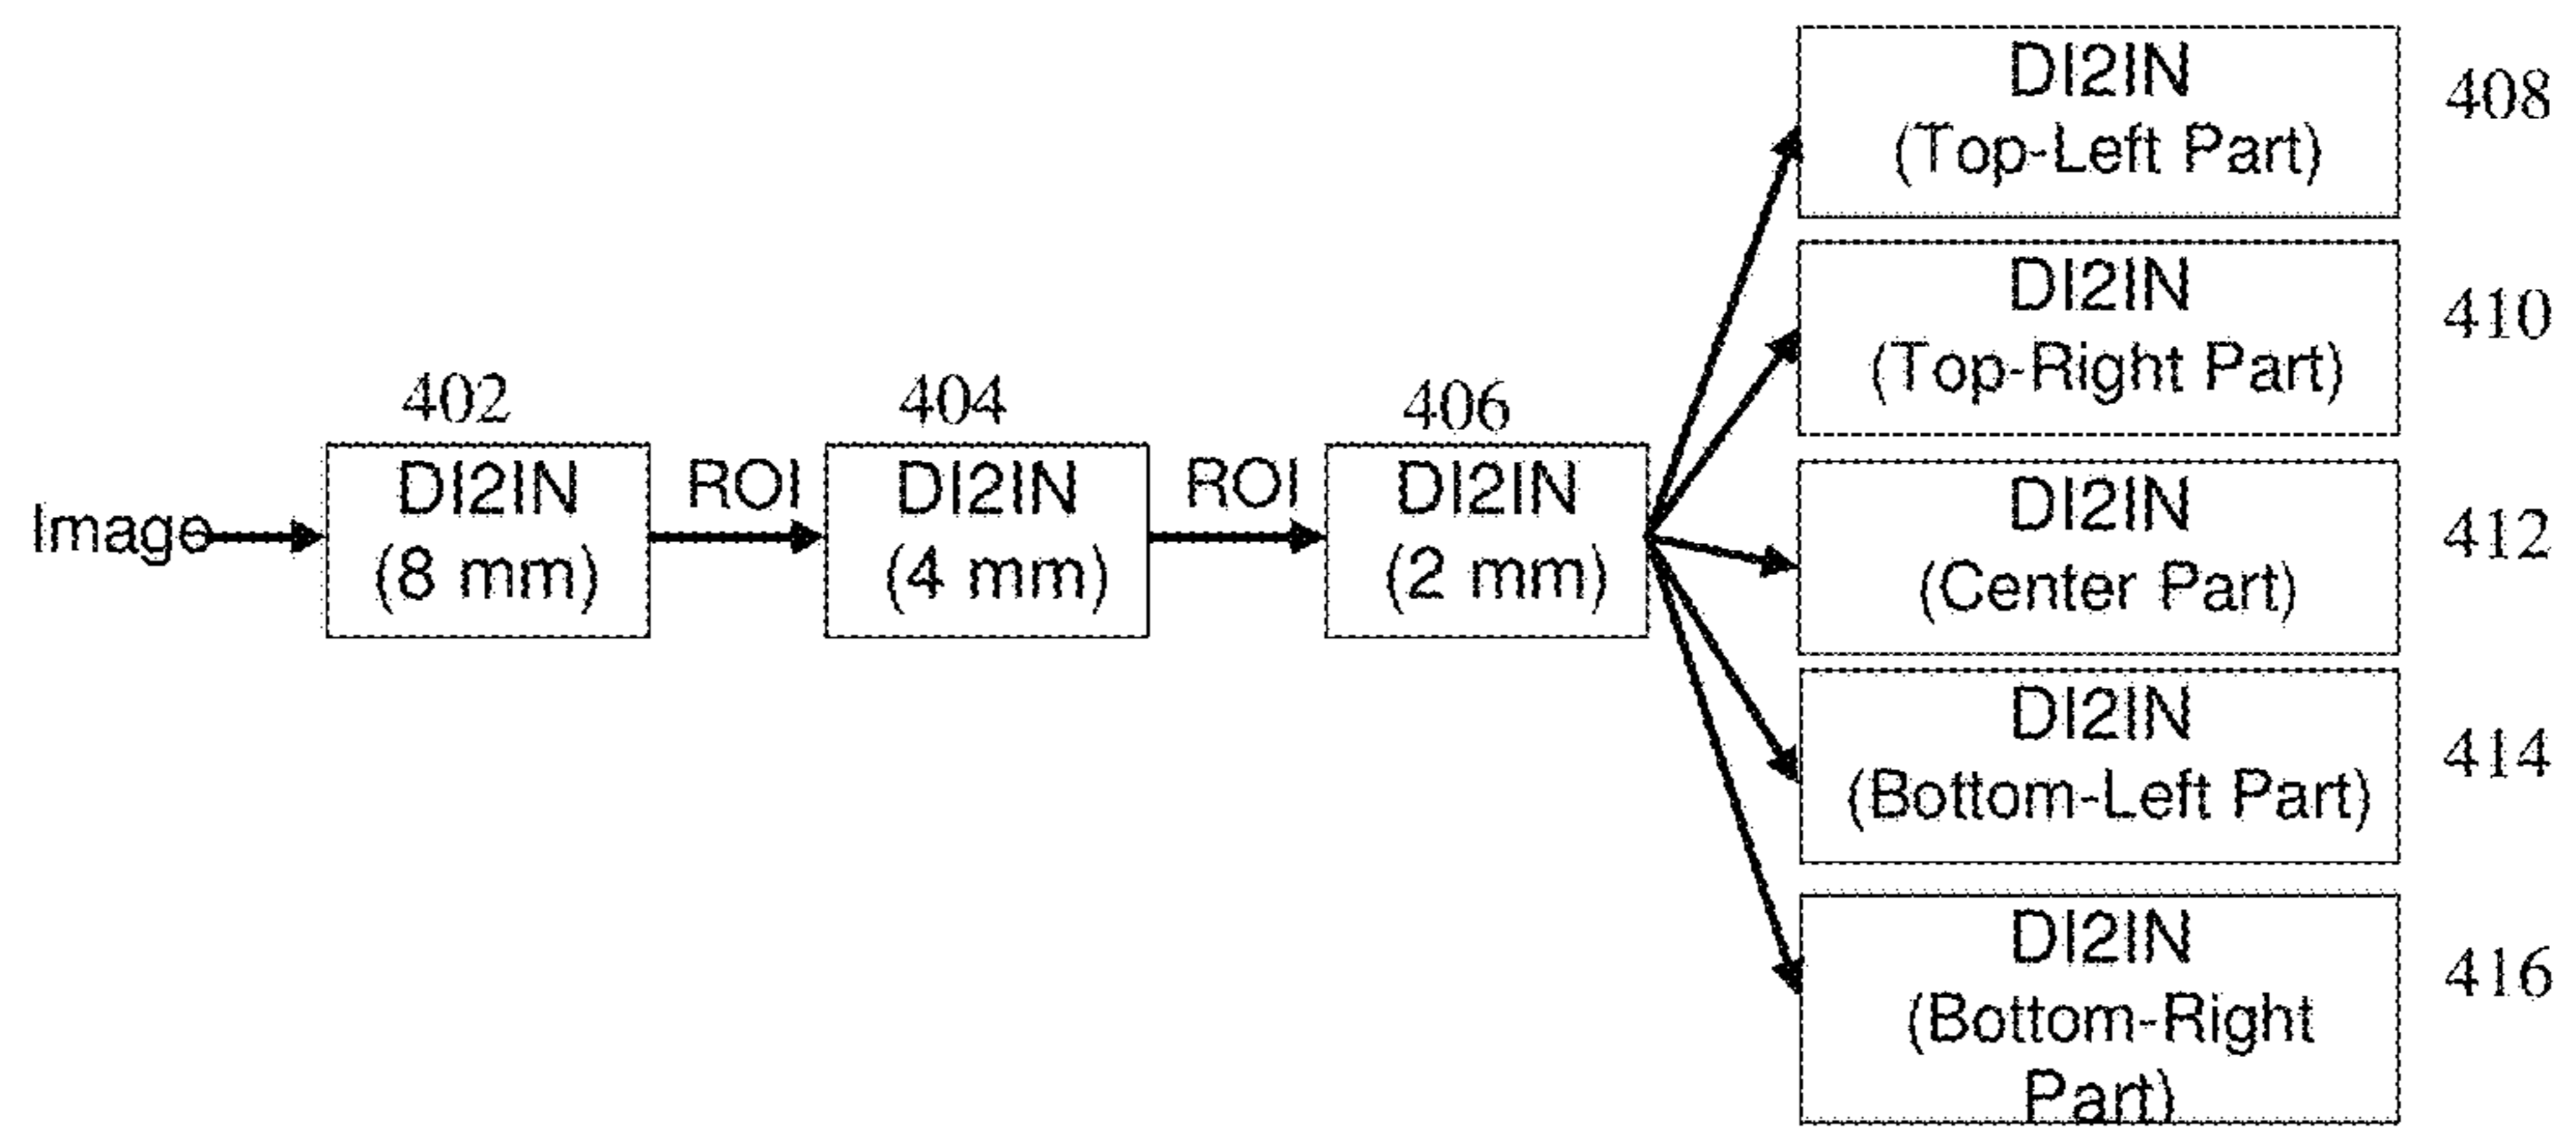 Image
402
DI2IN
(8 mm)
ROI
404
DI2IN
(4 mm)
ROI
406
DI2IN
(2 mm)
DI2IN
(Top-Left Part)
408
DI2IN
(Top-Right Part)
410
DI2IN
(Center Part)
412
DI2IN
(Bottom-Left Part)
414
DI2IN
(Bottom-Right
Part)
416